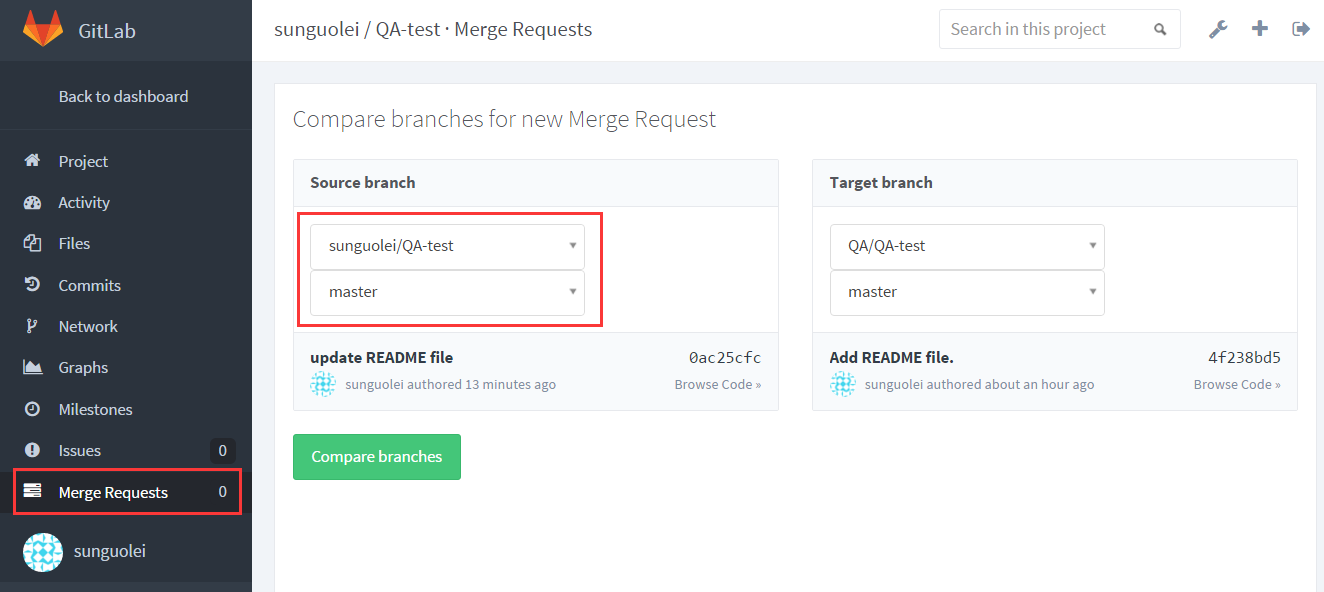 GitLab
sunguolei / QA-test · Merge Requests
Search in this project
Back to dashboard
Project
Activity
Files
Commits
Network
Graphs
Milestones
Issues 0
Merge Requests 0
sunguolei
Compare branches for new Merge Request
Source branch
sunguolei/QA-test
master
update README file 0ac25cfc
sunguolei authored 13 minutes ago Browse Code »
Target branch
QA/QA-test
master
Add README file. 4f238bd5
sunguolei authored about an hour ago Browse Code »
Compare branches